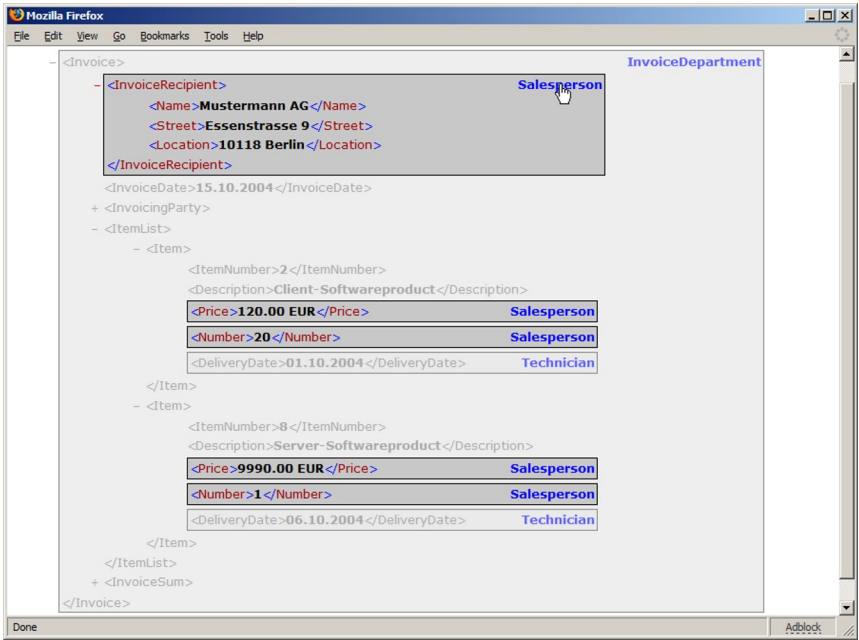 Mozilla Firefox
File Edit View Go Bookmarks Tools Help
– <Invoice> InvoiceDepartment
– <InvoiceRecipient> Salesperson
<Name>Mustermann AG</Name>
<Street>Essenstrasse 9</Street>
<Location>10118 Berlin</Location>
</InvoiceRecipient>
<InvoiceDate>15.10.2004</InvoiceDate>
+ <InvoicingParty>
– <ItemList>
– <Item>
<ItemNumber>2</ItemNumber>
<Description>Client-Softwareproduct</Description>
<Price>120.00 EUR</Price> Salesperson
<Number>20</Number> Salesperson
<DeliveryDate>01.10.2004</DeliveryDate> Technician
</Item>
– <Item>
<ItemNumber>8</ItemNumber>
<Description>Server-Softwareproduct</Description>
<Price>9990.00 EUR</Price> Salesperson
<Number>1</Number> Salesperson
<DeliveryDate>06.10.2004</DeliveryDate> Technician
</Item>
</ItemList>
+ <InvoiceSum>
</Invoice>
Done Adblock